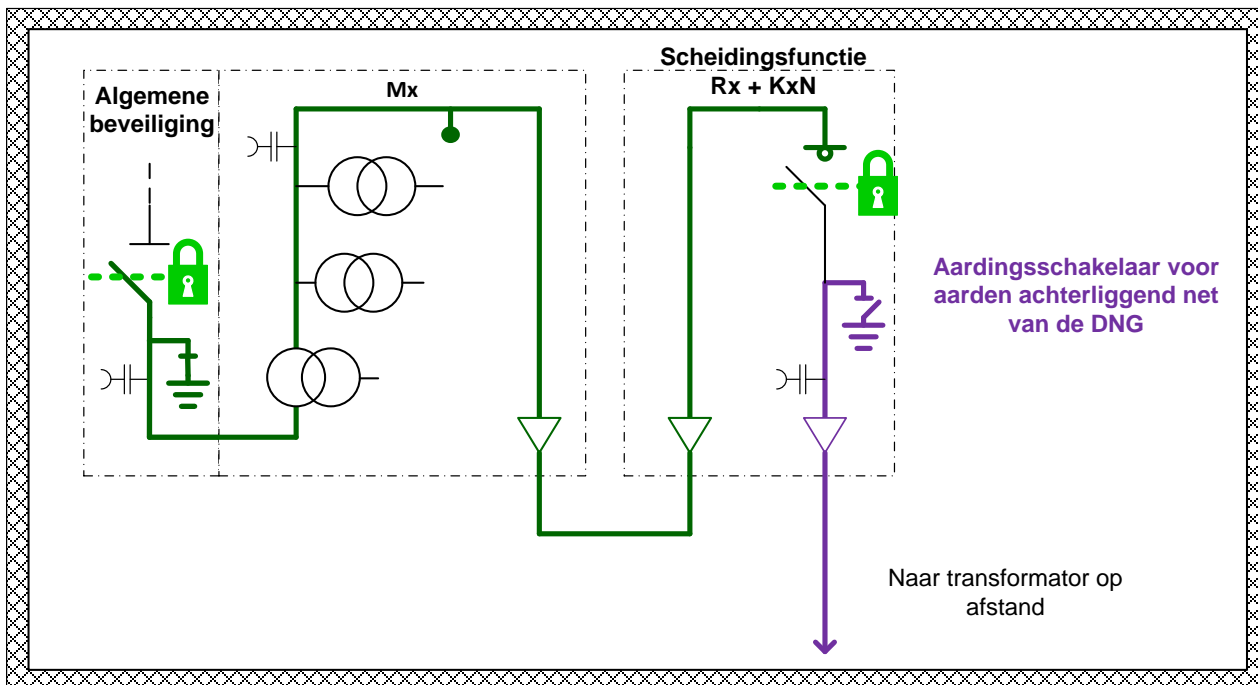 Algemene
beveiliging
Mx
Scheidingsfunctie
Rx + KxN
Aardingsschakelaar voor
aarden achterliggend net
van de DNG
Naar transformator op
afstand